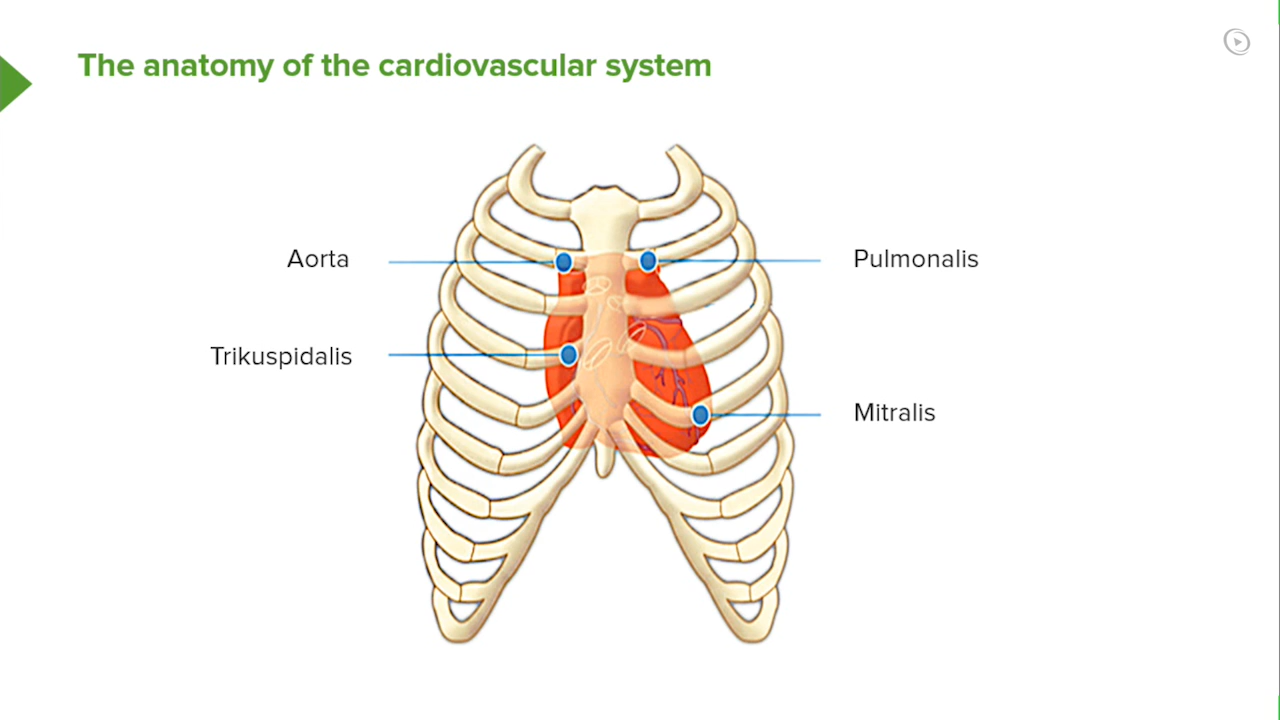 The anatomy of the cardiovascular system
Aorta
Pulmonalis
Trikuspidalis
Mitralis